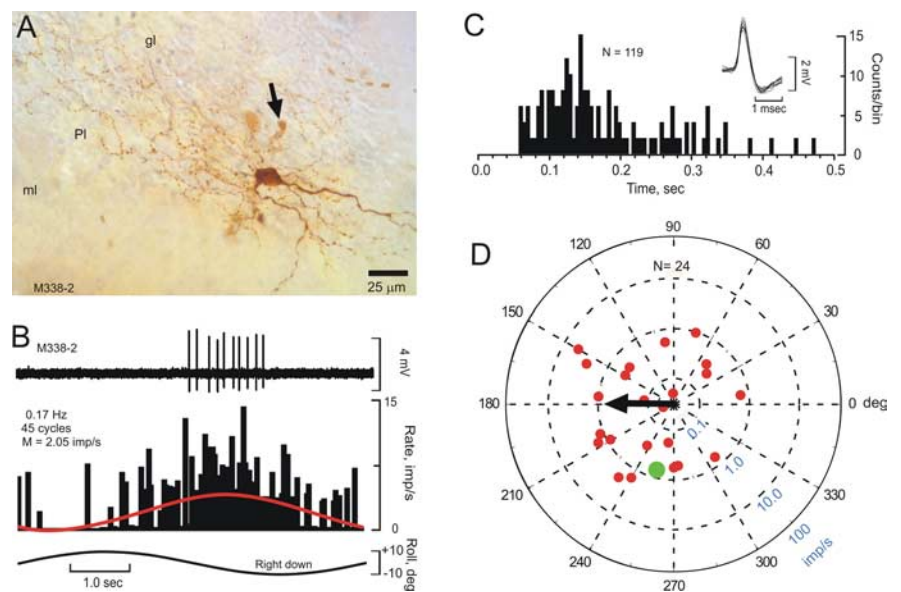 A
gl
Pl
ml
M338-2
25 μm
B
M338-2
4 mV
0.17 Hz
45 cycles
M = 2.05 imp/s
15
0
Rate, imp/s
+10
-10
Roll, deg
Right down
1.0 sec
C
N = 119
2 mV
1 msec
15
10
5
0
Counts/bin
0.0 0.1 0.2 0.3 0.4 0.5
Time, sec
D
90
120 60
N= 24
150 30
180 0 deg
0.1
1.0
10.0
100
imp/s
210 330
240 300
270